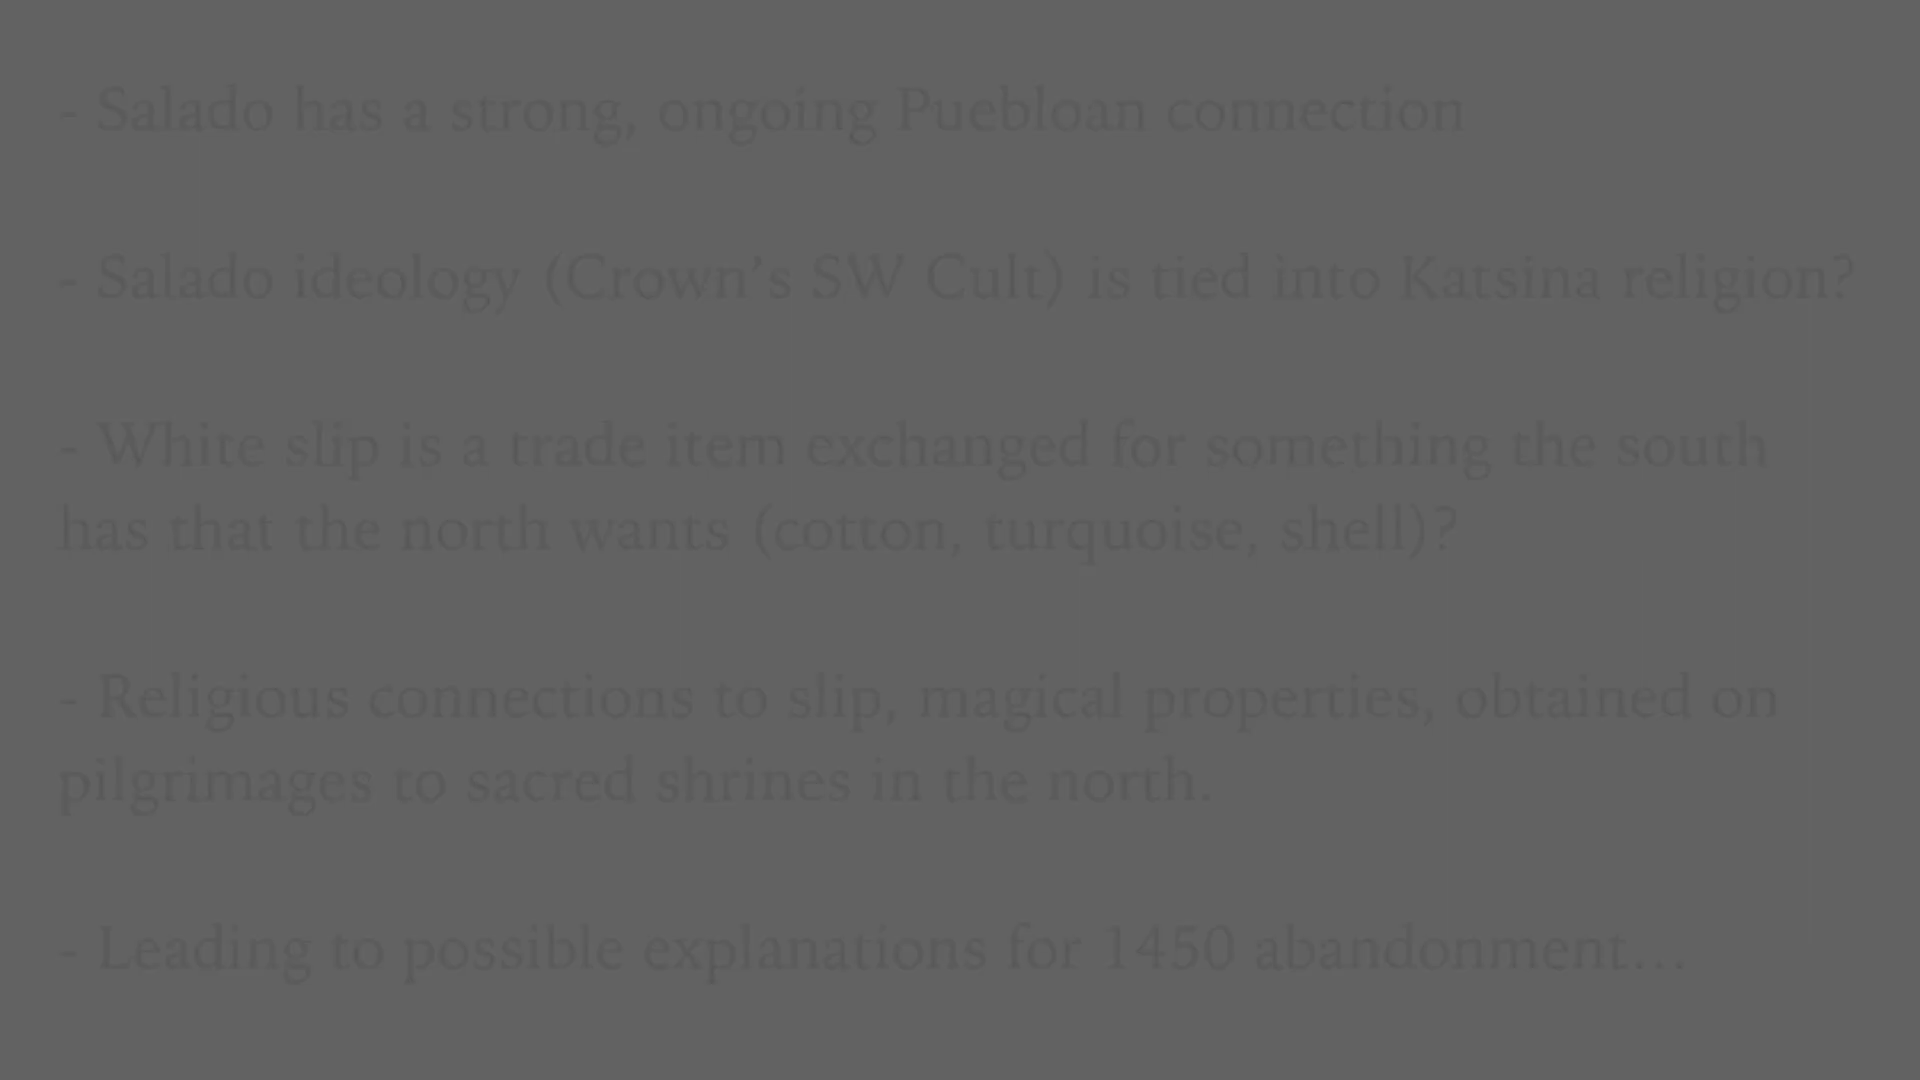 - Salado has a strong, ongoing Puebloan connection
- Salado ideology (Crown’s SW Cult) is tied into Katsina religion?
- White slip is a trade item exchanged for something the south
has that the north wants (cotton, turquoise, shell)?
- Religious connections to slip, magical properties, obtained on
pilgrimages to sacred shrines in the north.
- Leading to possible explanations for 1450 abandonment…